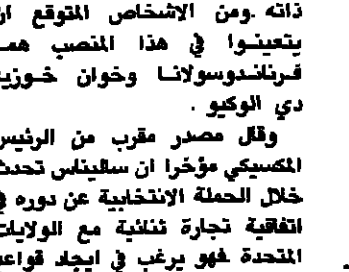 ذاته .ومن الاشخاص المتوقع ان
يتعينوا في هذا المنصب همـ
فرناندوسولانا وخوان خوزيه
دي الوكيو .
وقال مصدر مقرب من الرئيس
المكسيكي مؤخرا ان ساليناس تحدث
خلال الحملة الانتخابية عن دوره في
اتفاقية تجارة ثنائية مع الولايات
المتحدة فهو يرغب في ايجاد قواعد